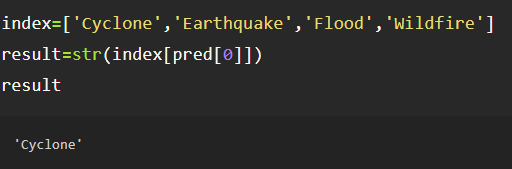 index=['Cyclone','Earthquake','Flood','Wildfire']
result=str(index[pred[0]])
result
'Cyclone'